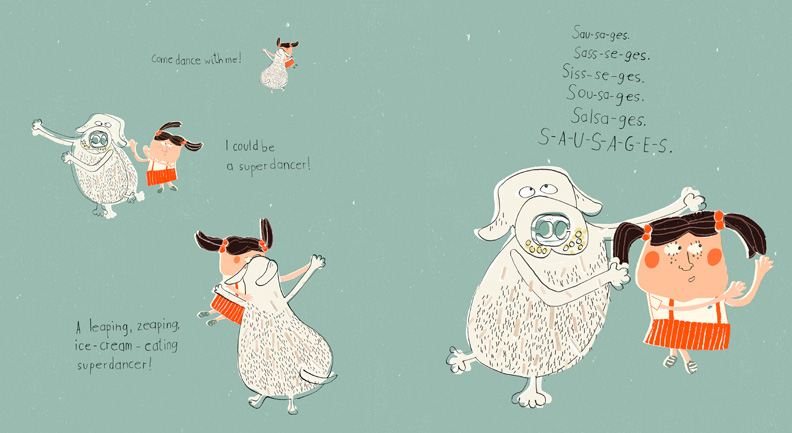 Come dance with me!
I could be
a superdancer!
A leaping, zeaping,
ice-cream-eating
superdancer!
Sau-sa-ges.
Sass-se-ges.
Siss-se-ges.
Sou-sa-ges.
Salsa-ges.
S-A-U-S-A-G-E-S.